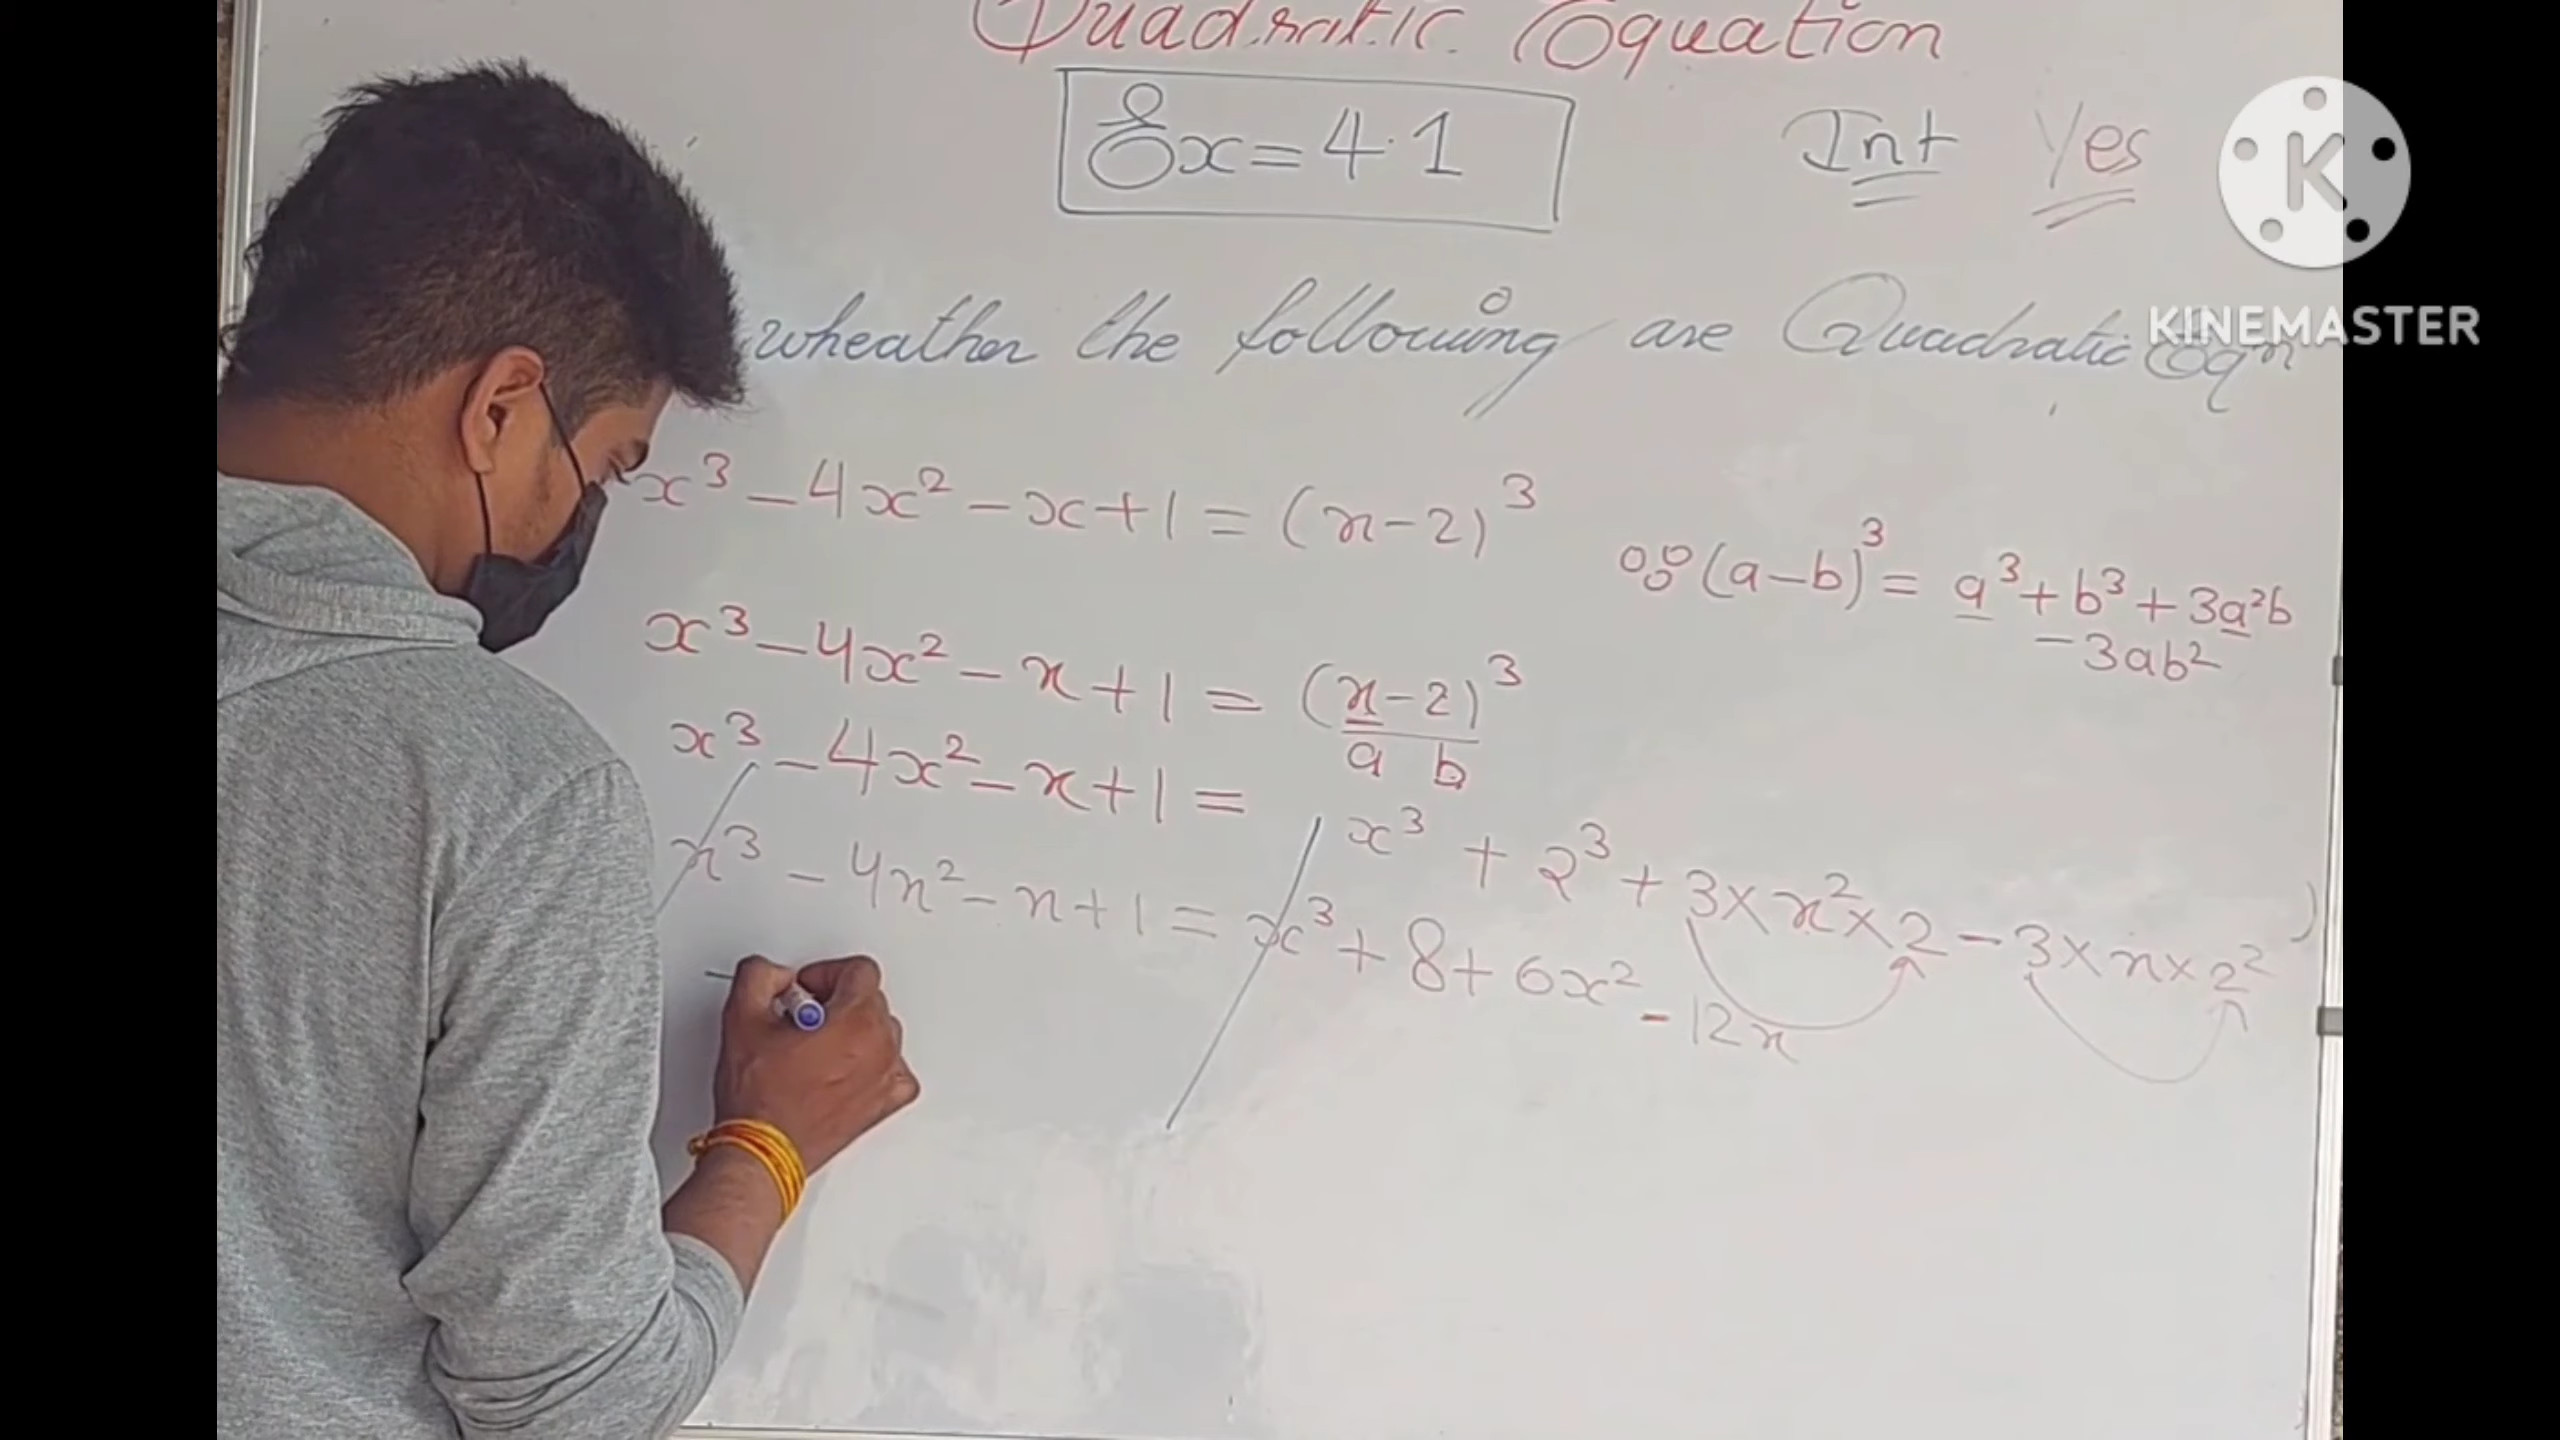 Quadratic Equation
Ex = 4.1
Int Yes
KINEMASTER
wheather the following are Quadratic Eqⁿ
x³ - 4x² - x + 1 = (x - 2)³
(a - b)³ = a³ + b³ + 3a²b
- 3ab²
x³ - 4x² - x + 1 = (x - 2)³
a b
x³ - 4x² - x + 1 =
x³ + 2³ + 3 × x² × 2 - 3 × x × 2²
x³ - 4x² - x + 1 = x³ + 8 + 6x²
- 12x